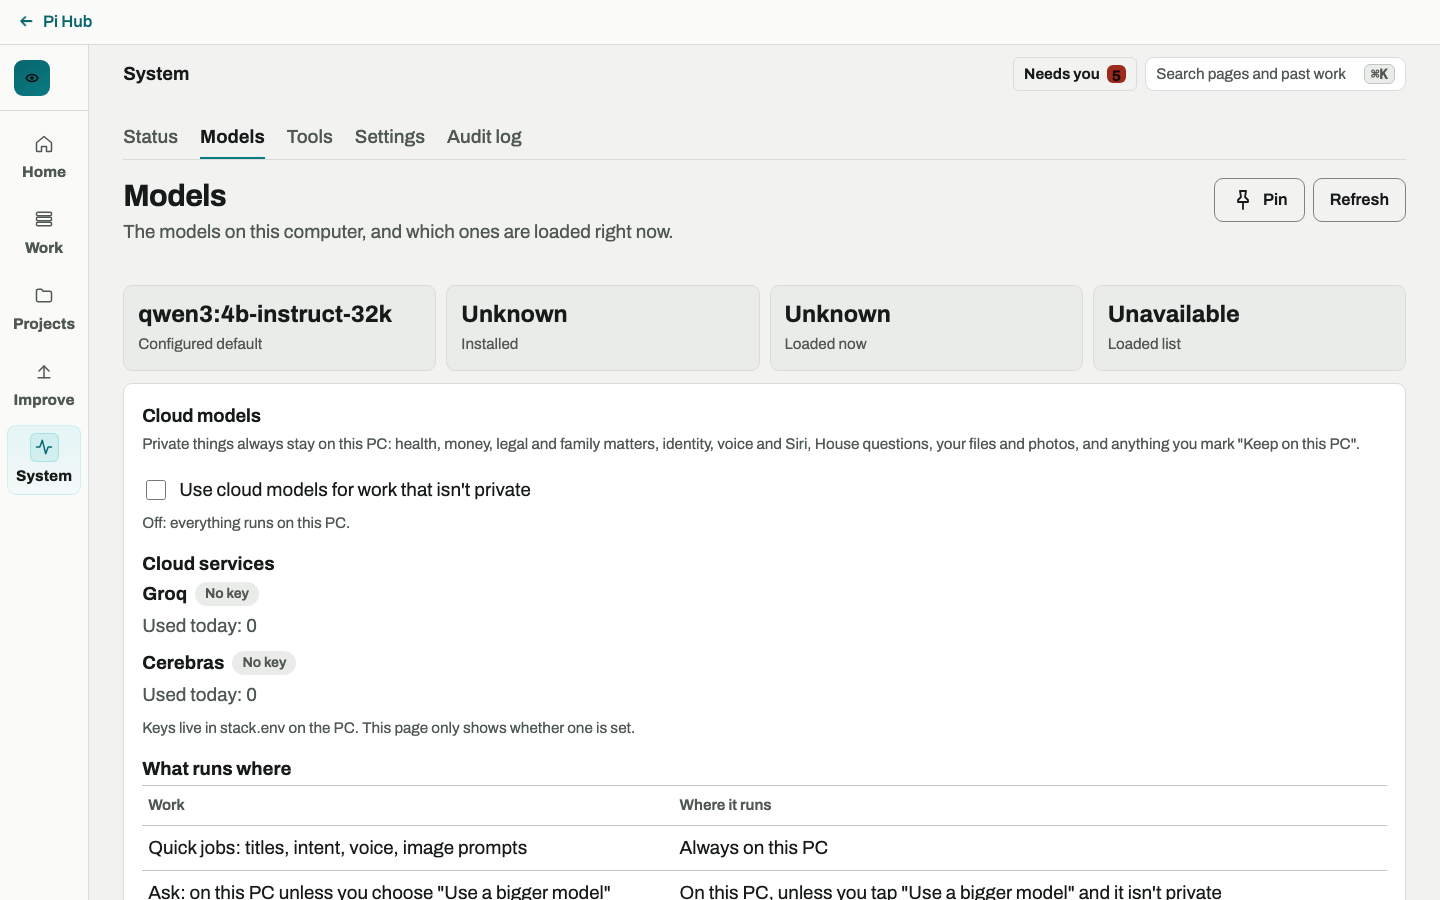 Pi Hub
System
Needs you 5
Search pages and past work ⌘K
Home
Work
Projects
Improve
System
Status Models Tools Settings Audit log
Models
The models on this computer, and which ones are loaded right now.
Pin
Refresh
qwen3:4b-instruct-32k
Configured default
Unknown
Installed
Unknown
Loaded now
Unavailable
Loaded list
Cloud models
Private things always stay on this PC: health, money, legal and family matters, identity, voice and Siri, House questions, your files and photos, and anything you mark "Keep on this PC".
Use cloud models for work that isn't private
Off: everything runs on this PC.
Cloud services
Groq No key
Used today: 0
Cerebras No key
Used today: 0
Keys live in stack.env on the PC. This page only shows whether one is set.
What runs where
Work Where it runs
Quick jobs: titles, intent, voice, image prompts Always on this PC
Ask: on this PC unless you choose "Use a bigger model" On this PC, unless you tap "Use a bigger model" and it isn't private